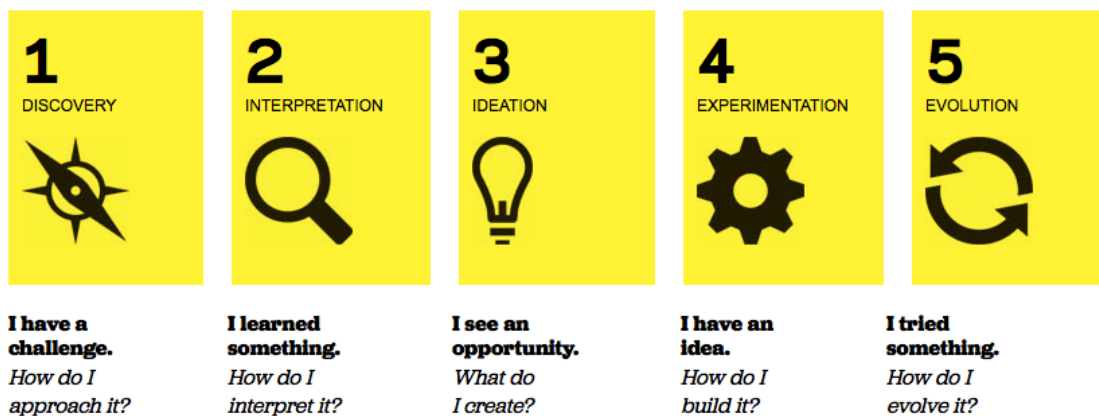 1
DISCOVERY
I have a
challenge.
How do I
approach it?
2
INTERPRETATION
I learned
something.
How do I
interpret it?
3
IDEATION
I see an
opportunity.
What do
I create?
4
EXPERIMENTATION
I have an
idea.
How do I
build it?
5
EVOLUTION
I tried
something.
How do I
evolve it?